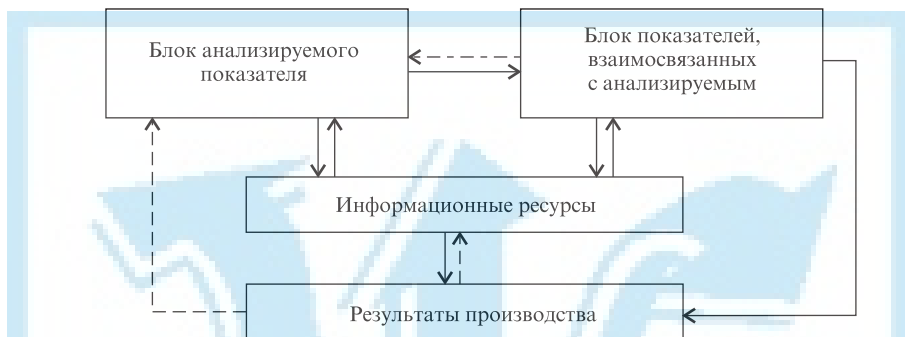 Блок анализируемого
показателя
Блок показателей,
взаимосвязанных
с анализируемым
Информационные ресурсы
Результаты производства